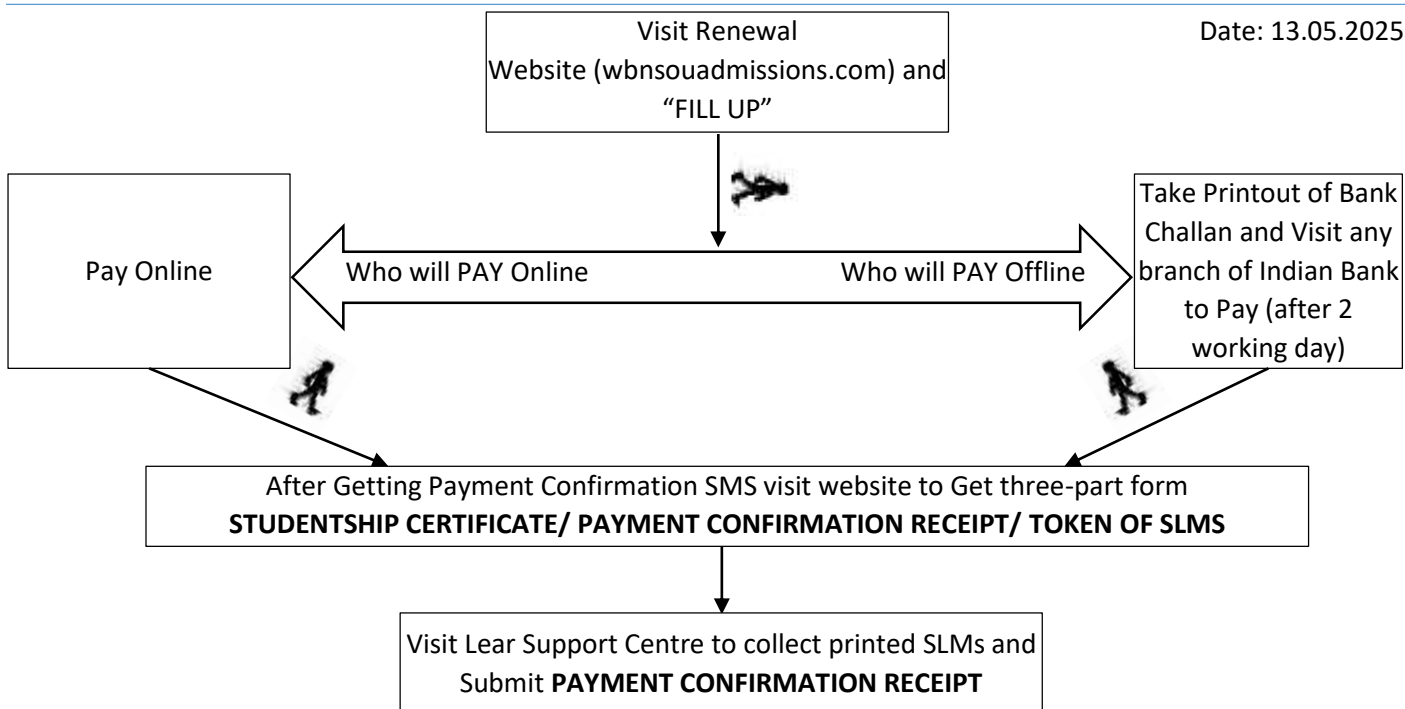 Date: 13.05.2025
Visit Renewal
Website (wbnsouadmissions.com) and
“FILL UP”
Pay Online
Who will PAY Online
Who will PAY Offline
Take Printout of Bank
Challan and Visit any
branch of Indian Bank
to Pay (after 2
working day)
After Getting Payment Confirmation SMS visit website to Get three-part form
STUDENTSHIP CERTIFICATE/ PAYMENT CONFIRMATION RECEIPT/ TOKEN OF SLMS
Visit Lear Support Centre to collect printed SLMs and
Submit PAYMENT CONFIRMATION RECEIPT